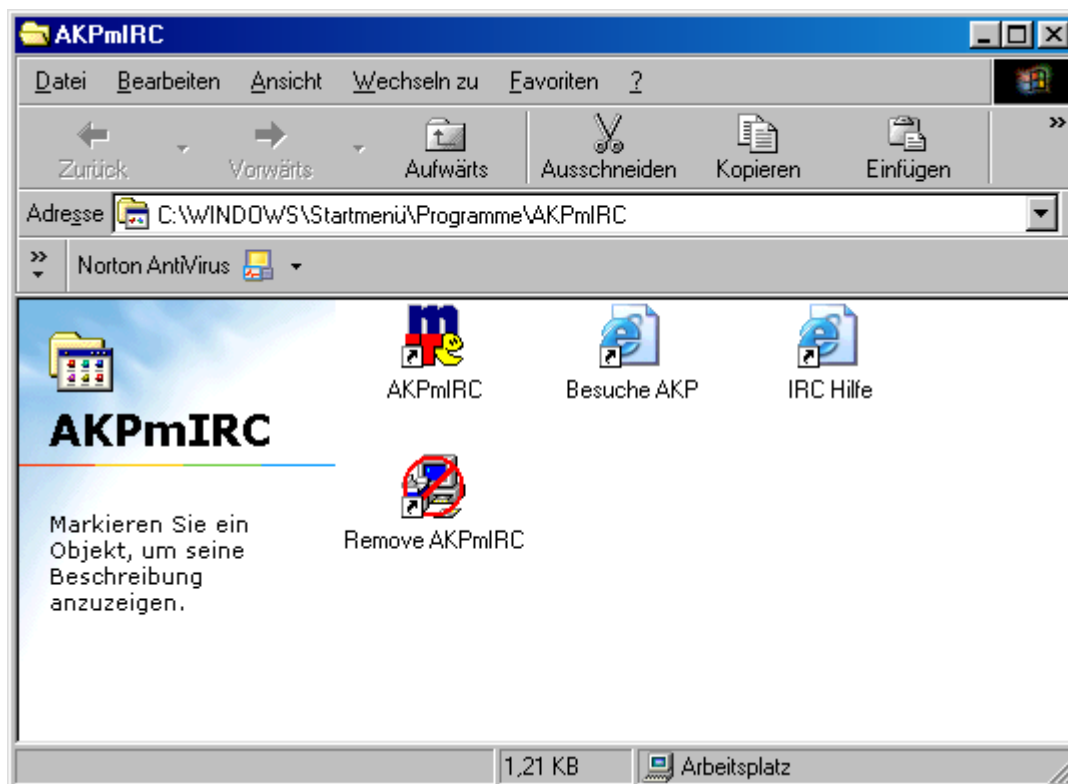 AKPmIRC
Datei Bearbeiten Ansicht Wechseln zu Favoriten ?
Zurück Vorwärts Aufwärts Ausschneiden Kopieren Einfügen »
Adresse C:\WINDOWS\Startmenü\Programme\AKPmIRC
» Norton AntiVirus
AKPmIRC Besuche AKP IRC Hilfe
AKPmIRC
Remove AKPmIRC
Markieren Sie ein
Objekt, um seine
Beschreibung
anzuzeigen.
1,21 KB Arbeitsplatz